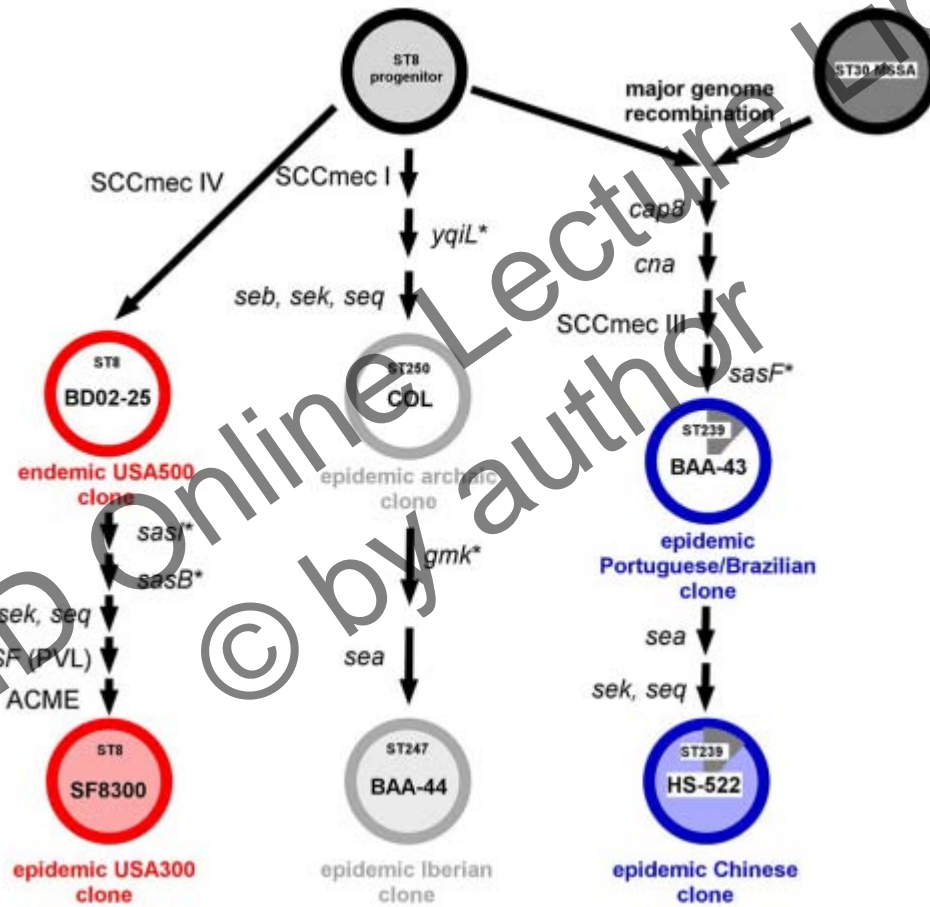 ST8
progenitor
ST30 MSSA
major genome
recombination
SCCmec IV
SCCmec I
yqiL*
seb, sek, seq
cap8
cna
SCCmec III
sasF*
ST8
BD02-25
endemic USA500
clone
ST250
COL
epidemic archaic
clone
ST239
BAA-43
epidemic
Portuguese/Brazilian
clone
sasI*
sasB*
sek, seq
SF (PVL)
ACME
gmk*
sea
sea
sek, seq
ST8
SF8300
epidemic USA300
clone
ST247
BAA-44
epidemic Iberian
clone
ST239
HS-522
epidemic Chinese
clone
Online Lecture
© by author